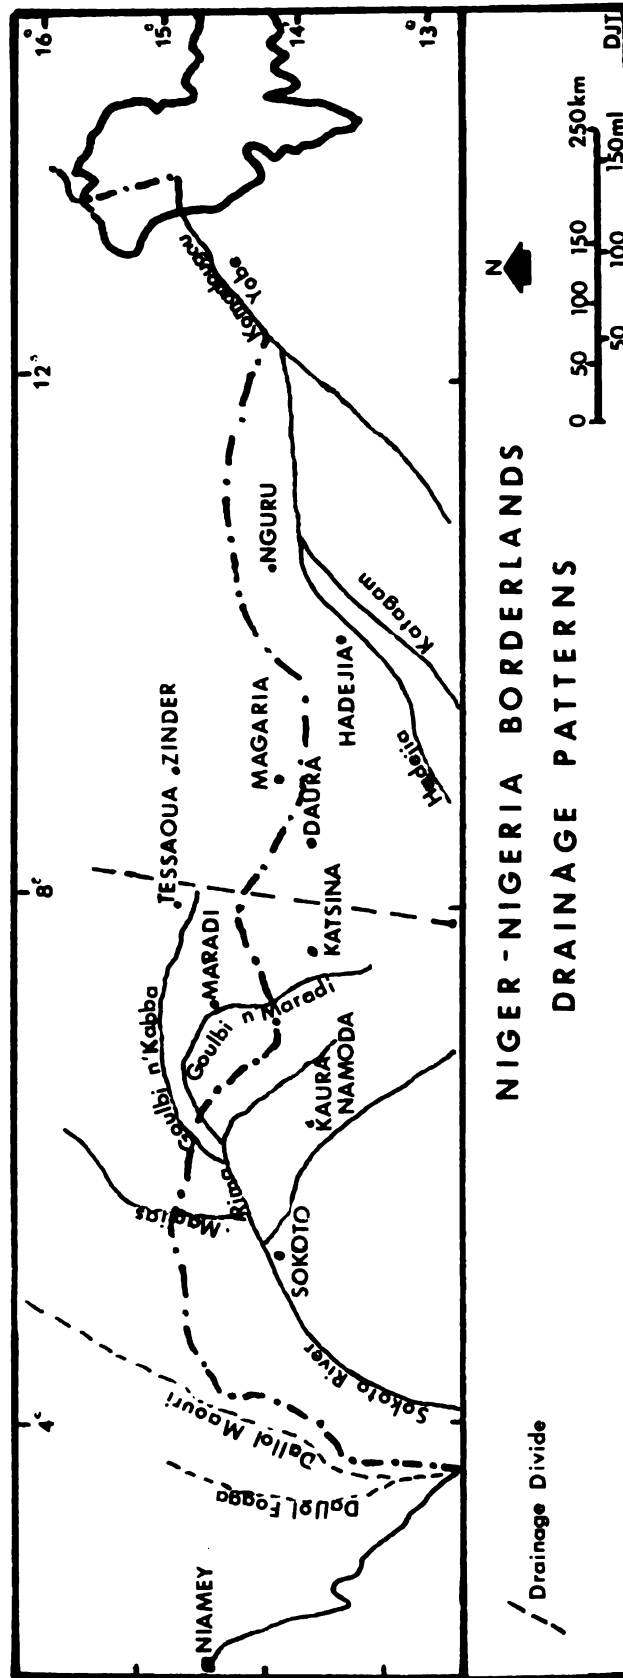 4°
8°
12°
16°
15°
14°
13°
NIAMEY
Dallol Fogga
Dallol Maouri
Maggias
Rima
Goulbi n'Kabba
Goulbi n'Maradi
MARADI
TESSAOUA
ZINDER
MAGARIA
DAURA
KATSINA
KAURA
NAMODA
SOKOTO
Sokoto River
NGURU
HADEJIA
Hadejia
Katagam
Komadougou
Yobe
Drainage Divide
NIGER-NIGERIA BORDERLANDS
DRAINAGE PATTERNS
N
0 50 100 150 250km
50 100 150ml
DJT